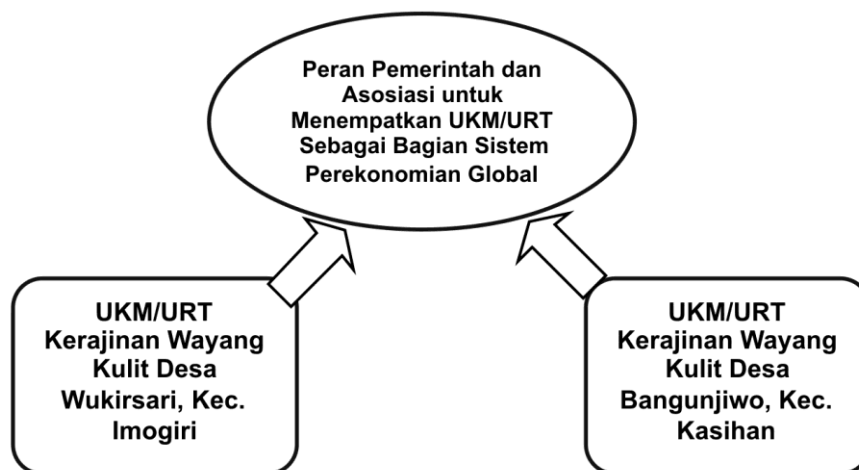 Peran Pemerintah dan
Asosiasi untuk
Menempatkan UKM/URT
Sebagai Bagian Sistem
Perekonomian Global
UKM/URT
Kerajinan Wayang
Kulit Desa
Wukirsari, Kec.
Imogiri
UKM/URT
Kerajinan Wayang
Kulit Desa
Bangunjiwo, Kec.
Kasihan